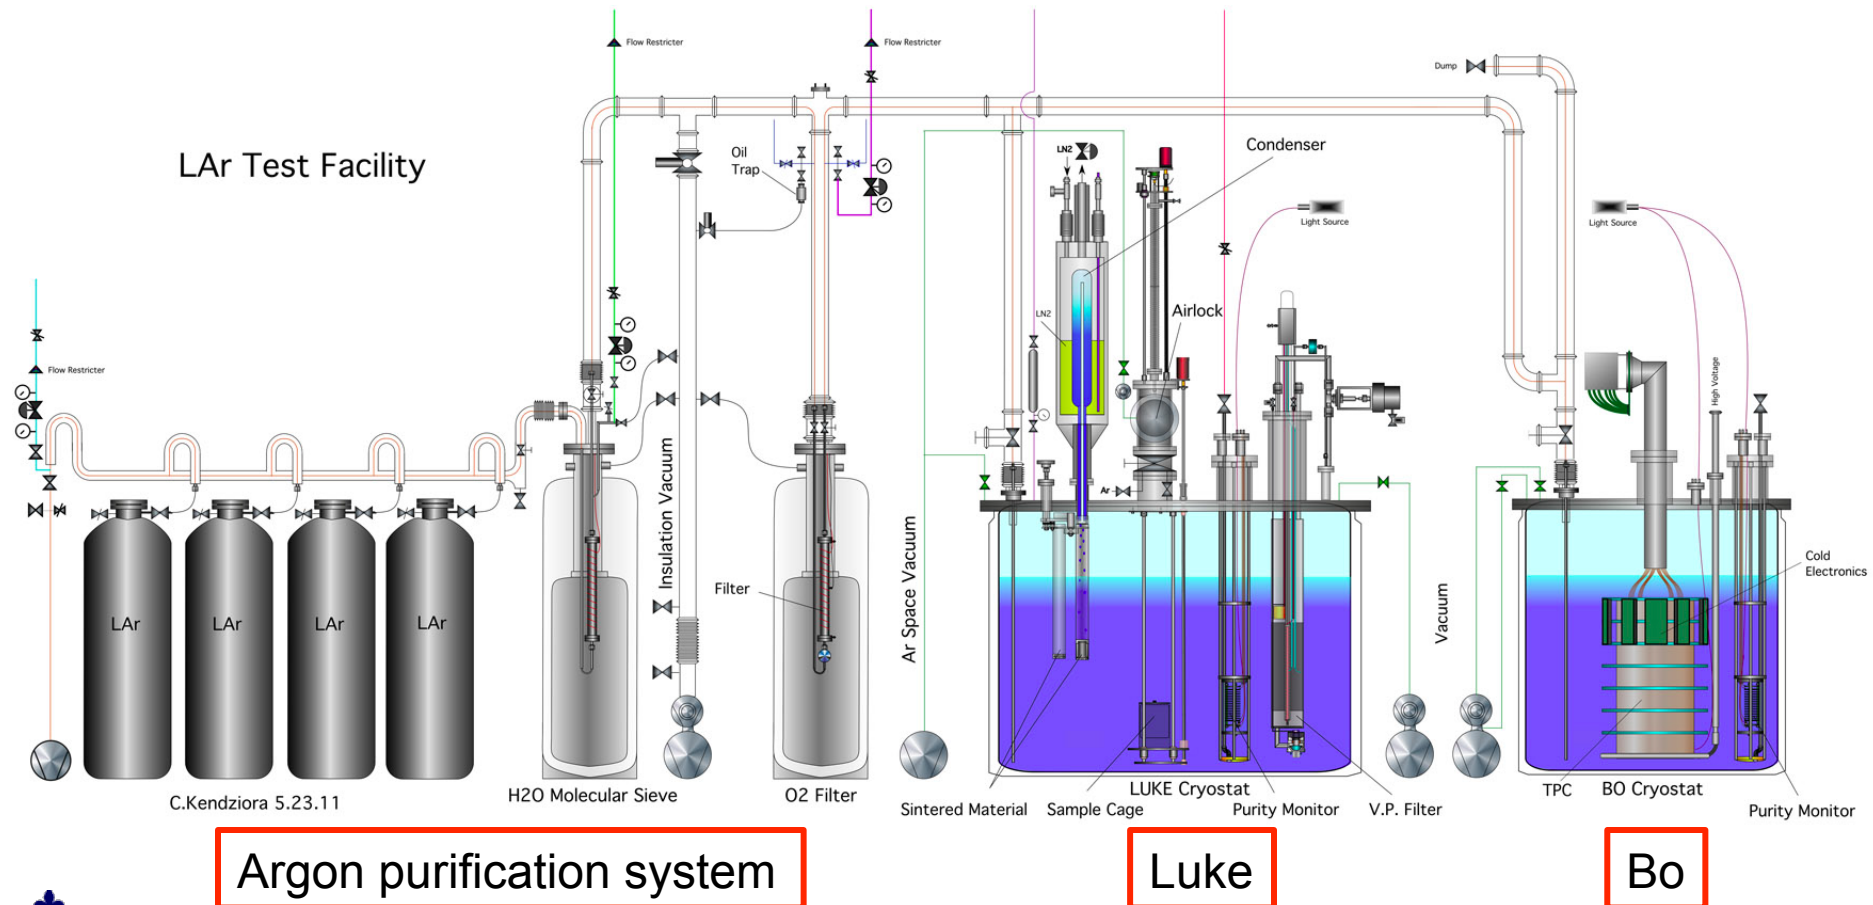 Flow Restricter
Flow Restricter
Dump
LAr Test Facility
Oil
Trap
LN2
Condenser
Light Source
Light Source
Airlock
LN2
Flow Restricter
High Voltage
Ar
Insulation Vacuum
Filter
Ar Space Vacuum
Vacuum
Cold
Electronics
LAr
LAr
LAr
LAr
C.Kendziora 5.23.11
H2O Molecular Sieve
O2 Filter
LUKE Cryostat
TPC
BO Cryostat
Sintered Material
Sample Cage
Purity Monitor
V.P. Filter
Purity Monitor
Argon purification system
Luke
Bo